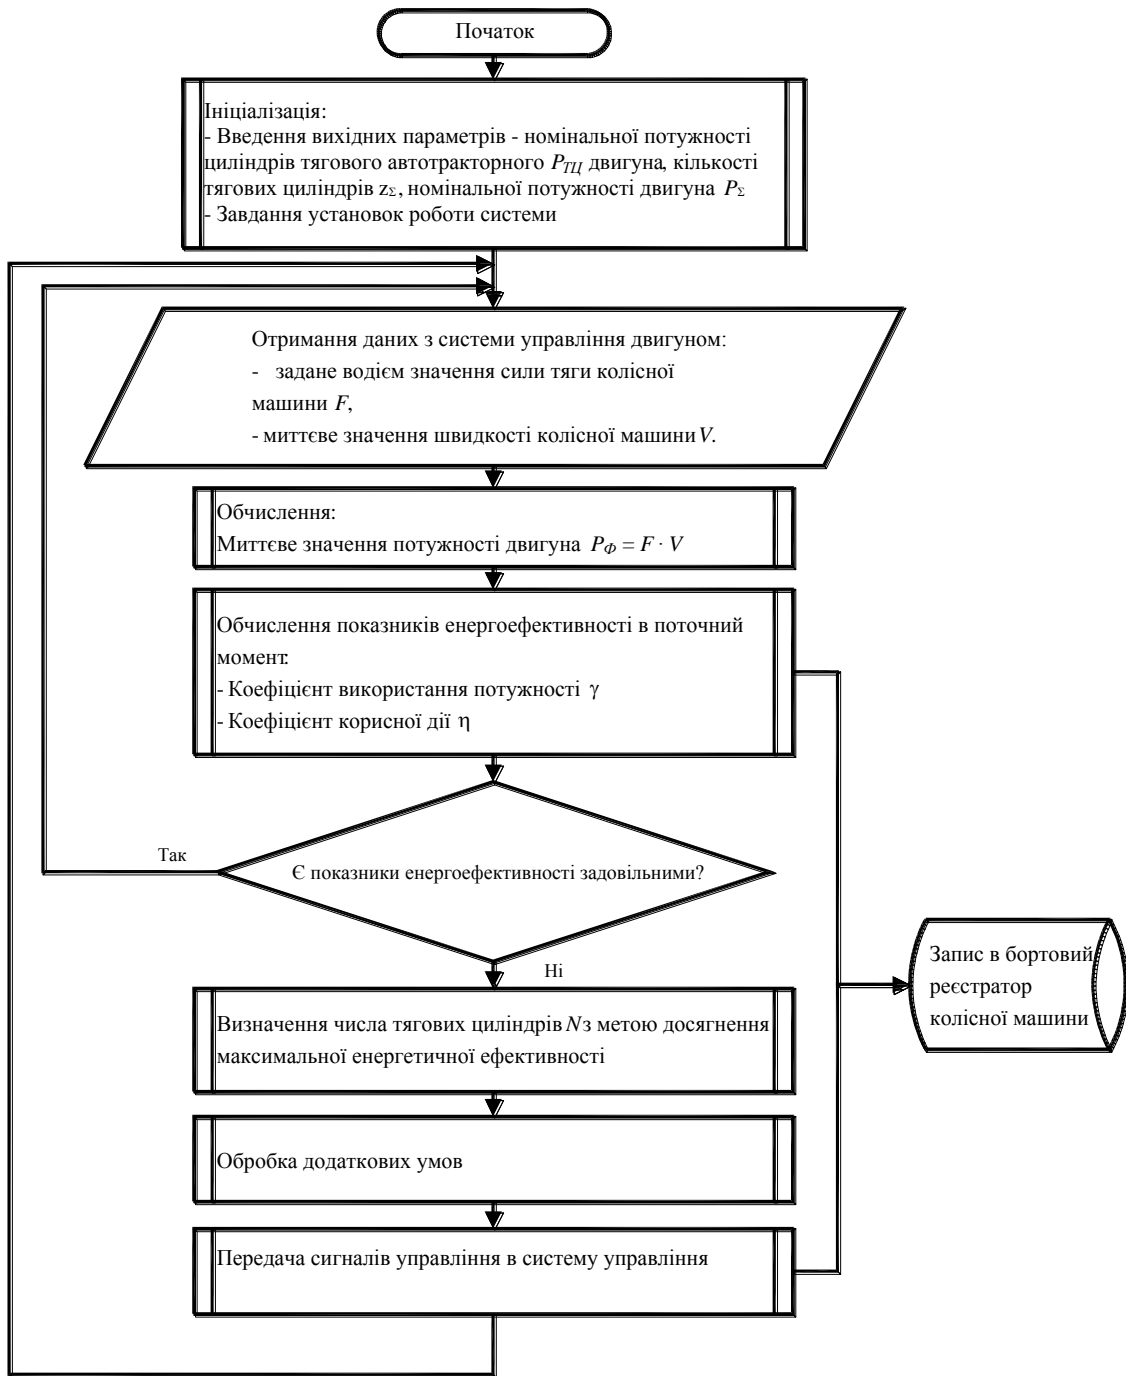 Початок
Ініціалізація:
- Введення вихідних параметрів - номінальної потужності
циліндрів тягового автотракторного PТЦ двигуна, кількості
тягових циліндрів zΣ, номінальної потужності двигуна PΣ
- Завдання установок роботи системи
Отримання даних з системи управління двигуном:
- задане водієм значення сили тяги колісної
машини F,
- миттєве значення швидкості колісної машини V.
Обчислення:
Миттєве значення потужності двигуна PФ = F · V
Обчислення показників енергоефективності в поточний
момент:
- Коефіцієнт використання потужності γ
- Коефіцієнт корисної дії η
Так
Є показники енергоефективності задовільними?
Ні
Запис в бортовий
реєстратор
колісної машини
Визначення числа тягових циліндрів N з метою досягнення
максимальної енергетичної ефективності
Обробка додаткових умов
Передача сигналів управління в систему управління